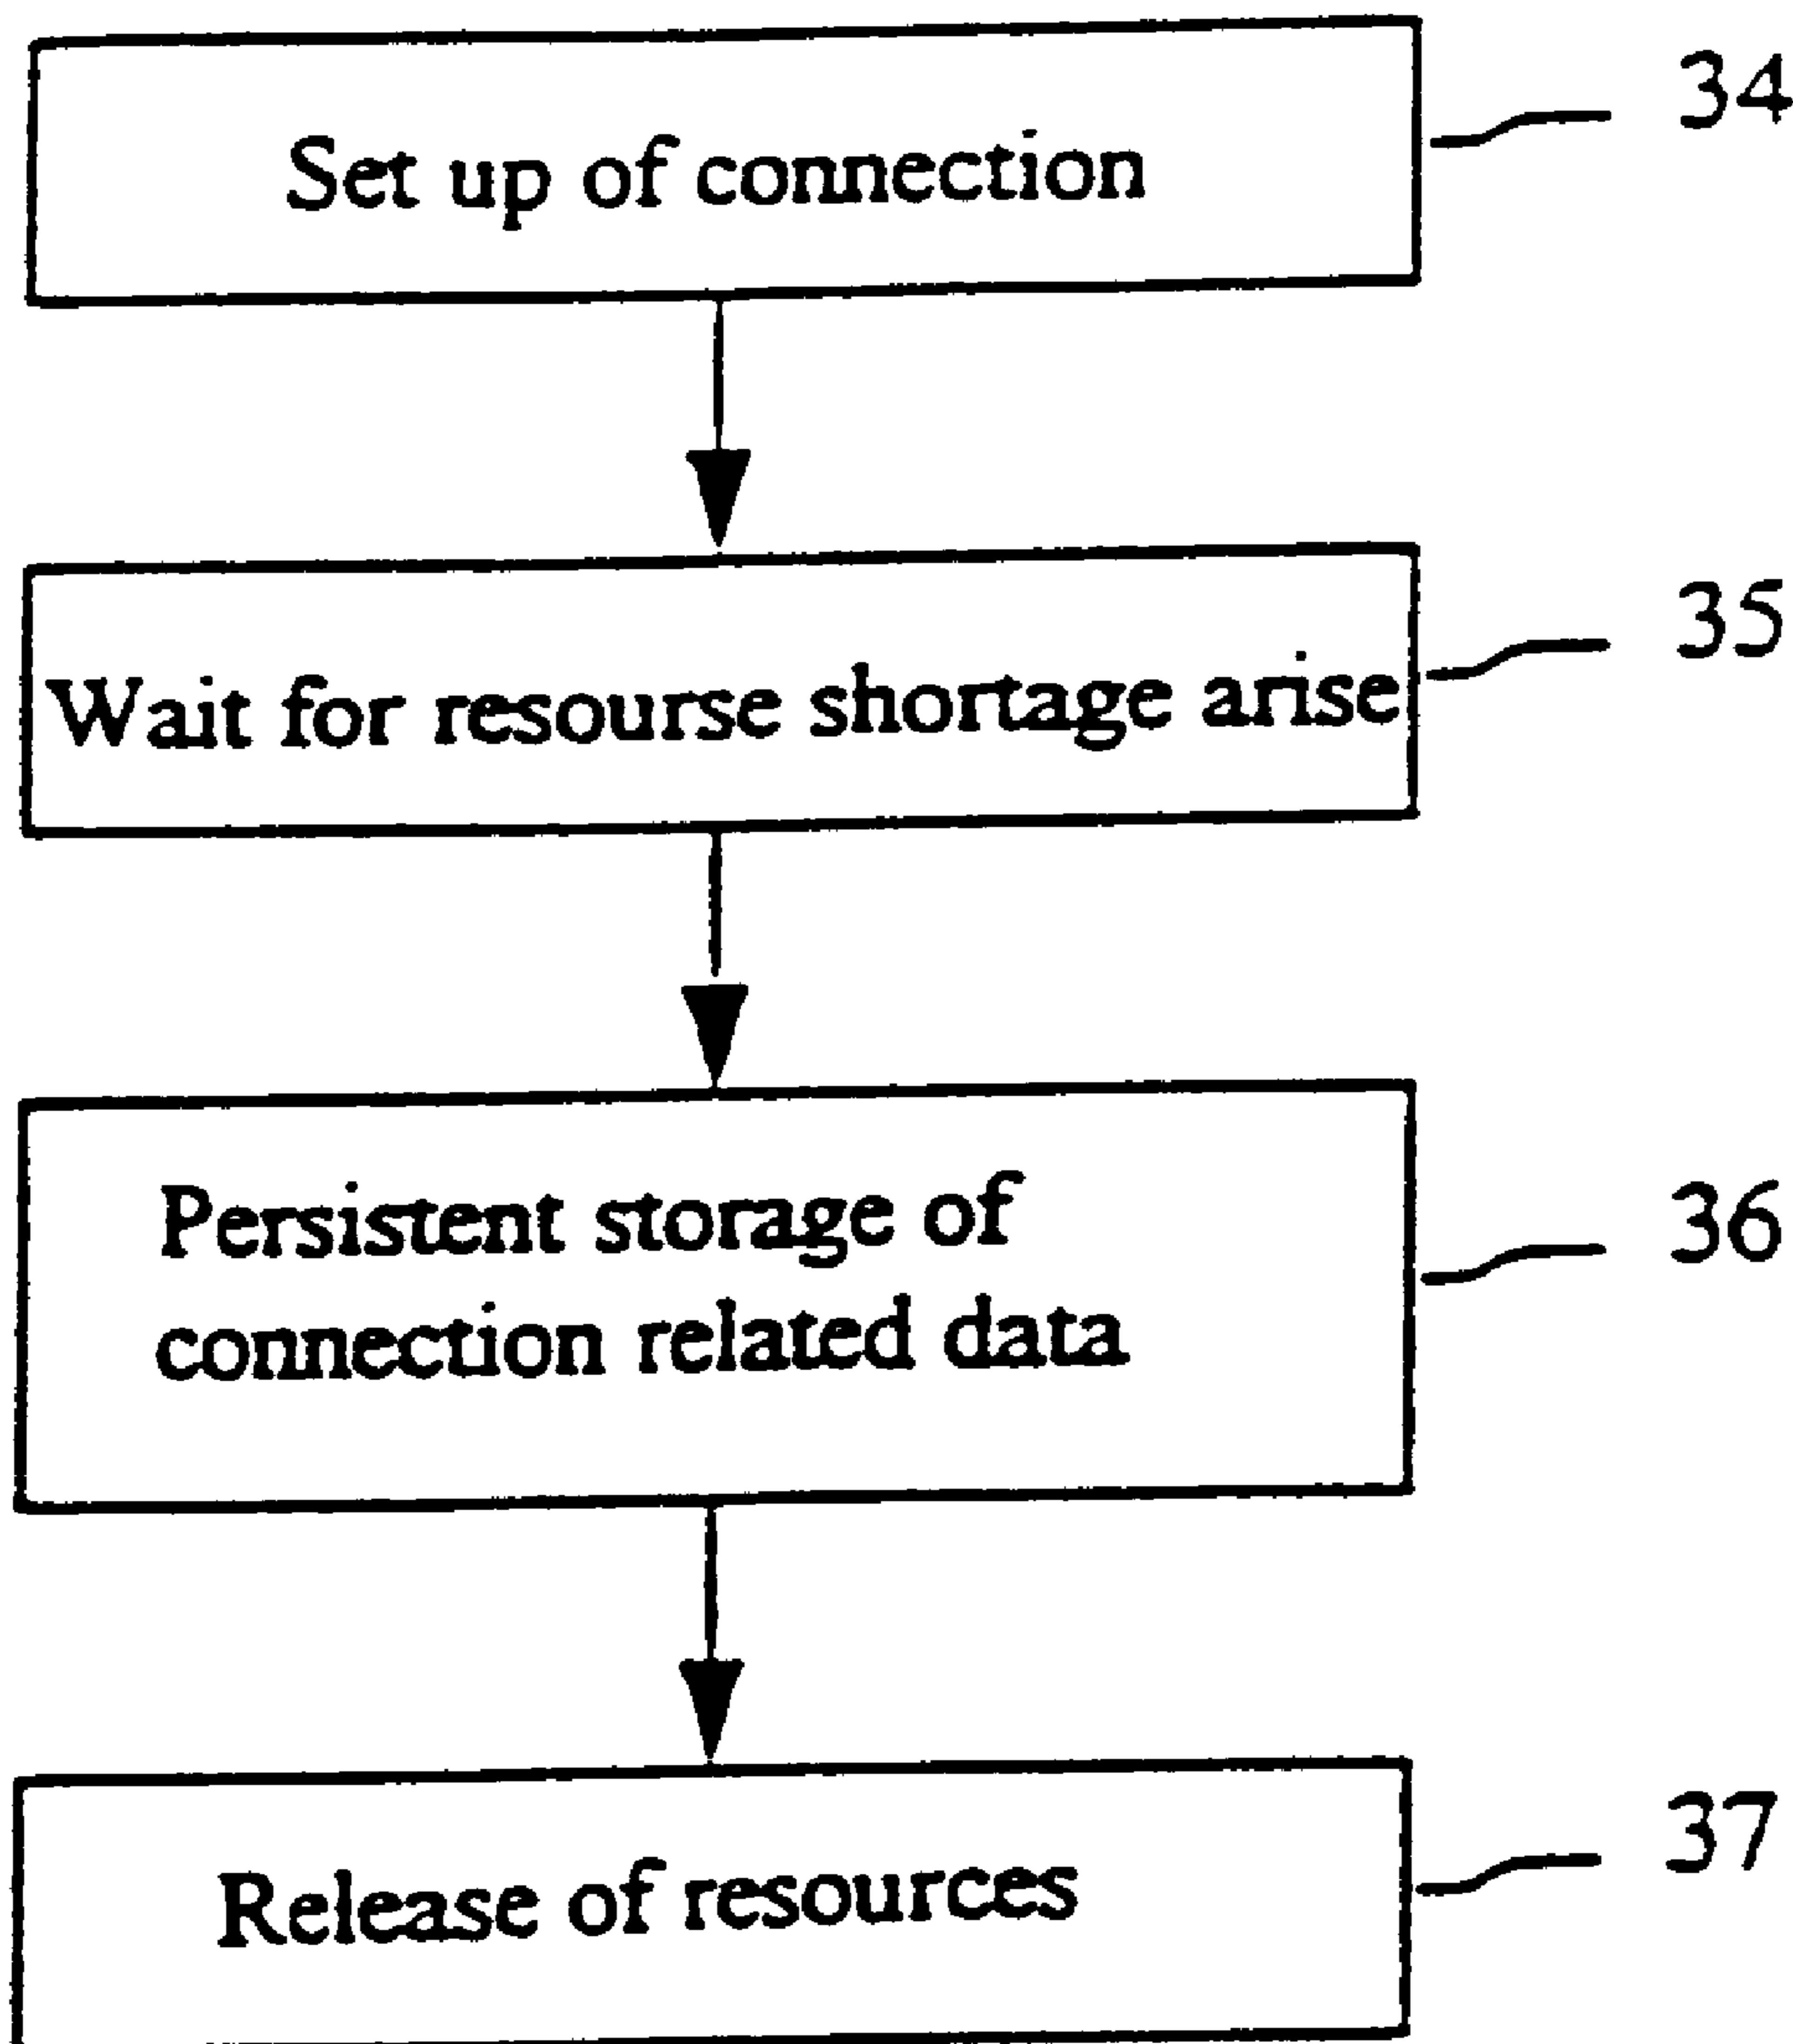 Set up of connection
34
Wait for resourse shortage arise
35
Persistent storage of
connection related data
36
Release of resources
37